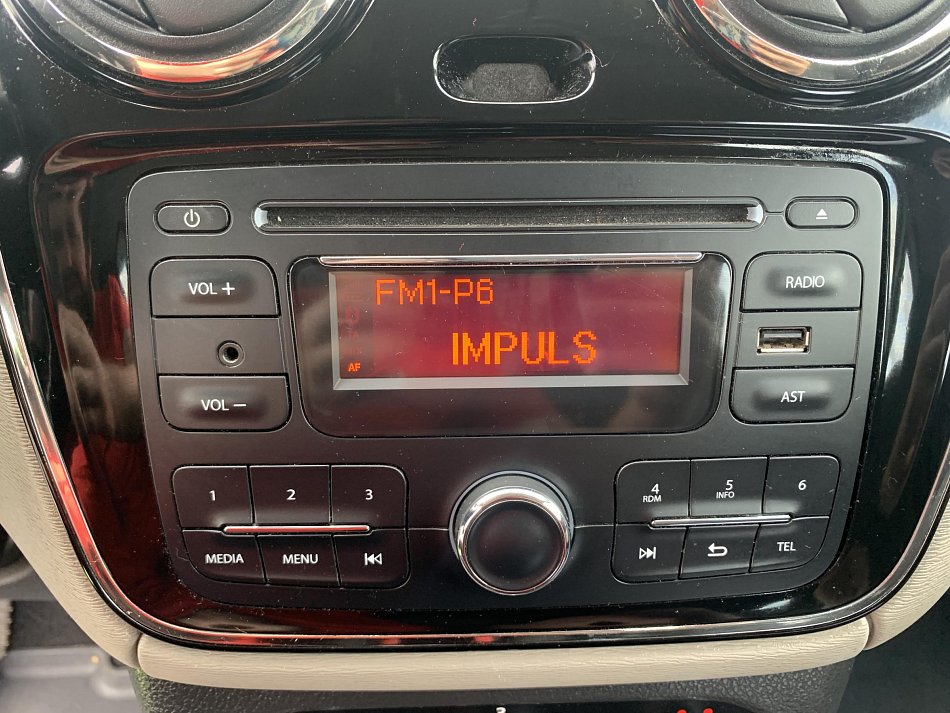 VOL +
RADIO
FM1-P6
IMPULS
AF
VOL −
AST
1
2
3
4
RDM
5
INFO
6
MEDIA
MENU
TEL
3